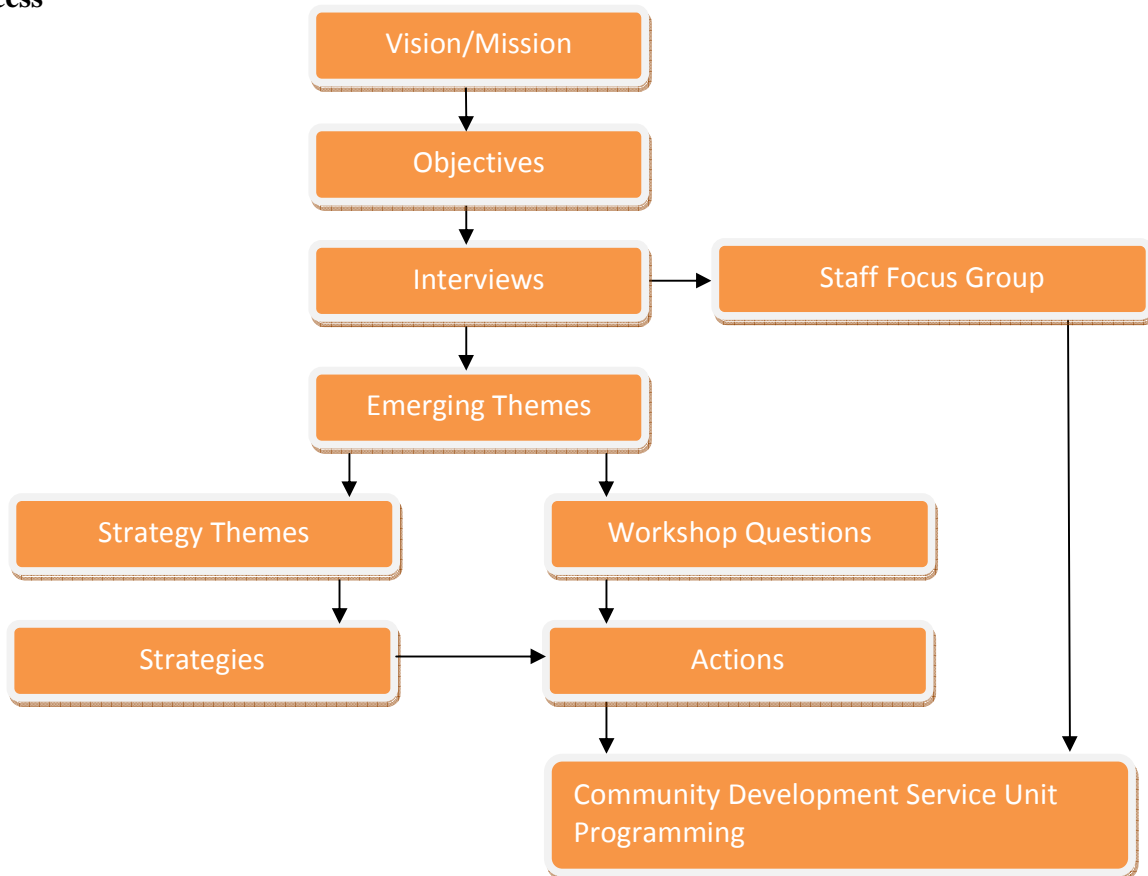 Vision/Mission
Objectives
Interviews
Staff Focus Group
Emerging Themes
Strategy Themes
Workshop Questions
Strategies
Actions
Community Development Service Unit
Programming